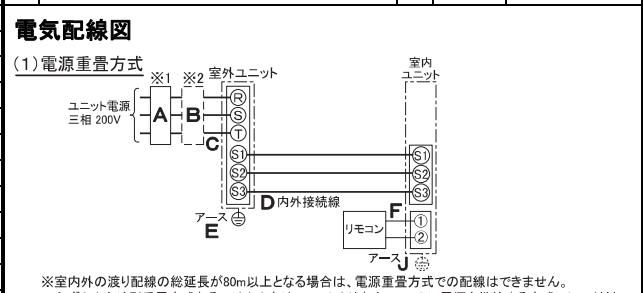 電気配線図
(1)電源重畳方式
※1
※2
室外ユニット
室内
ユニット
ユニット電源
三相 200V
A
B
C
R
S
T
S1
S2
S3
S1
S2
S3
D 内外接続線
アース
E
F
リモコン
①
②
アース J
※室内外の渡り配線の総延長が80m以上となる場合は、電源重畳方式での配線はできません。